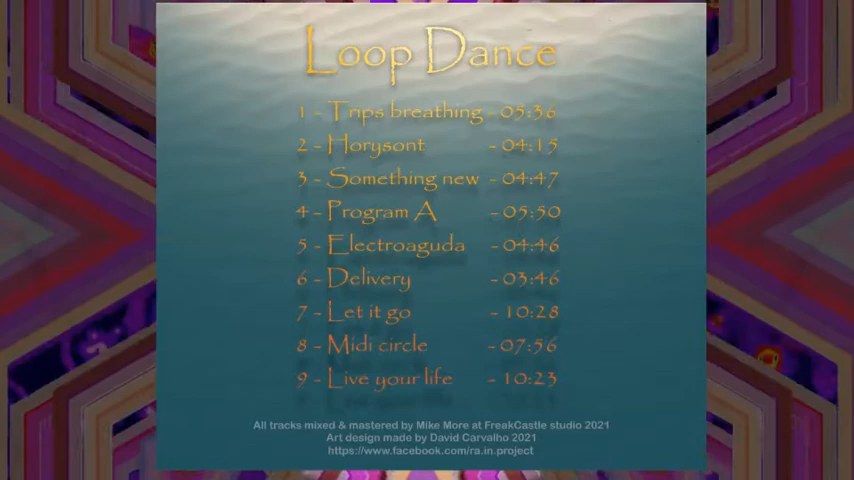 Loop Dance
1 - Trips breathing - 05:36
2 - Horysont - 04:15
3 - Something new - 04:47
4 - Program A - 05:50
5 - Electroaguda - 04:46
6 - Delivery - 03:46
7 - Let it go - 10:28
8 - Midi circle - 07:56
9 - Live your life - 10:23
All tracks mixed & mastered by Mike More at FreakCastle studio 2021
Art design made by David Carvalho 2021
https://www.facebook.com/ra.in.project